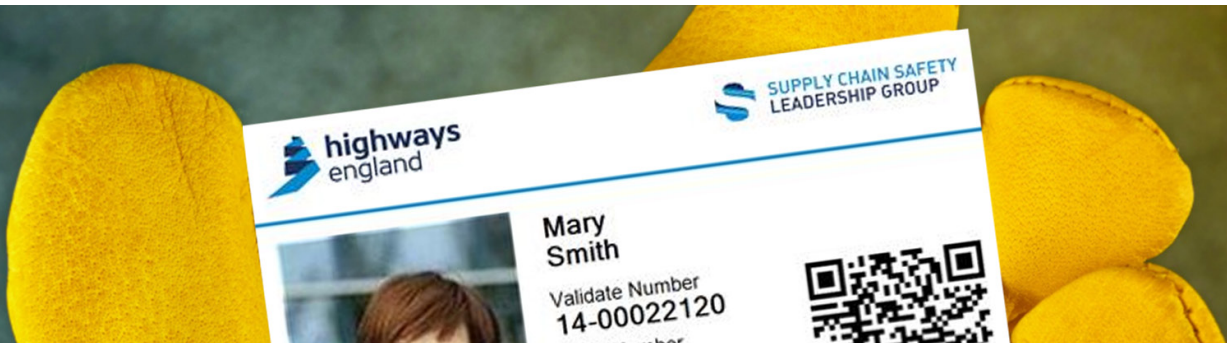 highways
england
SUPPLY CHAIN SAFETY
LEADERSHIP GROUP
Mary
Smith
Validate Number
14-00022120